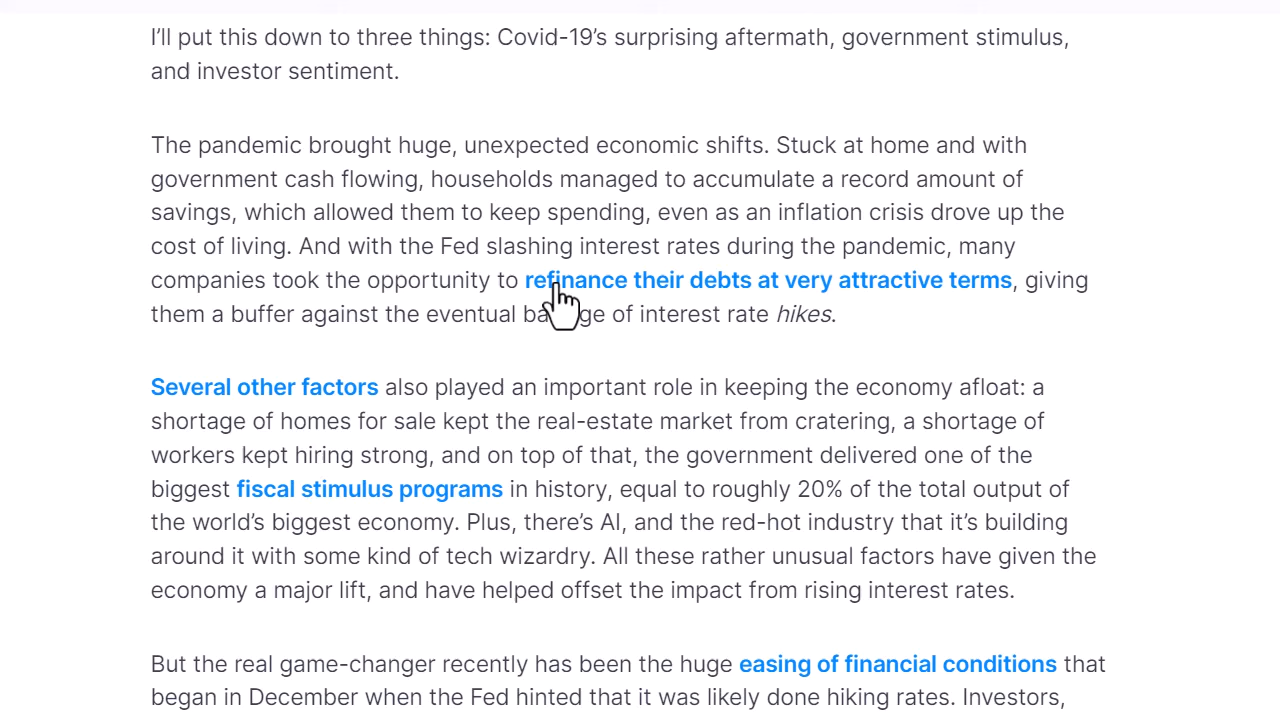 I’ll put this down to three things: Covid-19’s surprising aftermath, government stimulus,
and investor sentiment.
The pandemic brought huge, unexpected economic shifts. Stuck at home and with
government cash flowing, households managed to accumulate a record amount of
savings, which allowed them to keep spending, even as an inflation crisis drove up the
cost of living. And with the Fed slashing interest rates during the pandemic, many
companies took the opportunity to refinance their debts at very attractive terms, giving
them a buffer against the eventual of interest rate hikes.
Several other factors also played an important role in keeping the economy afloat: a
shortage of homes for sale kept the real-estate market from cratering, a shortage of
workers kept hiring strong, and on top of that, the government delivered one of the
biggest fiscal stimulus programs in history, equal to roughly 20% of the total output of
the world’s biggest economy. Plus, there’s AI, and the red-hot industry that it’s building
around it with some kind of tech wizardry. All these rather unusual factors have given the
economy a major lift, and have helped offset the impact from rising interest rates.
But the real game-changer recently has been the huge easing of financial conditions that
began in December when the Fed hinted that it was likely done hiking rates. Investors,